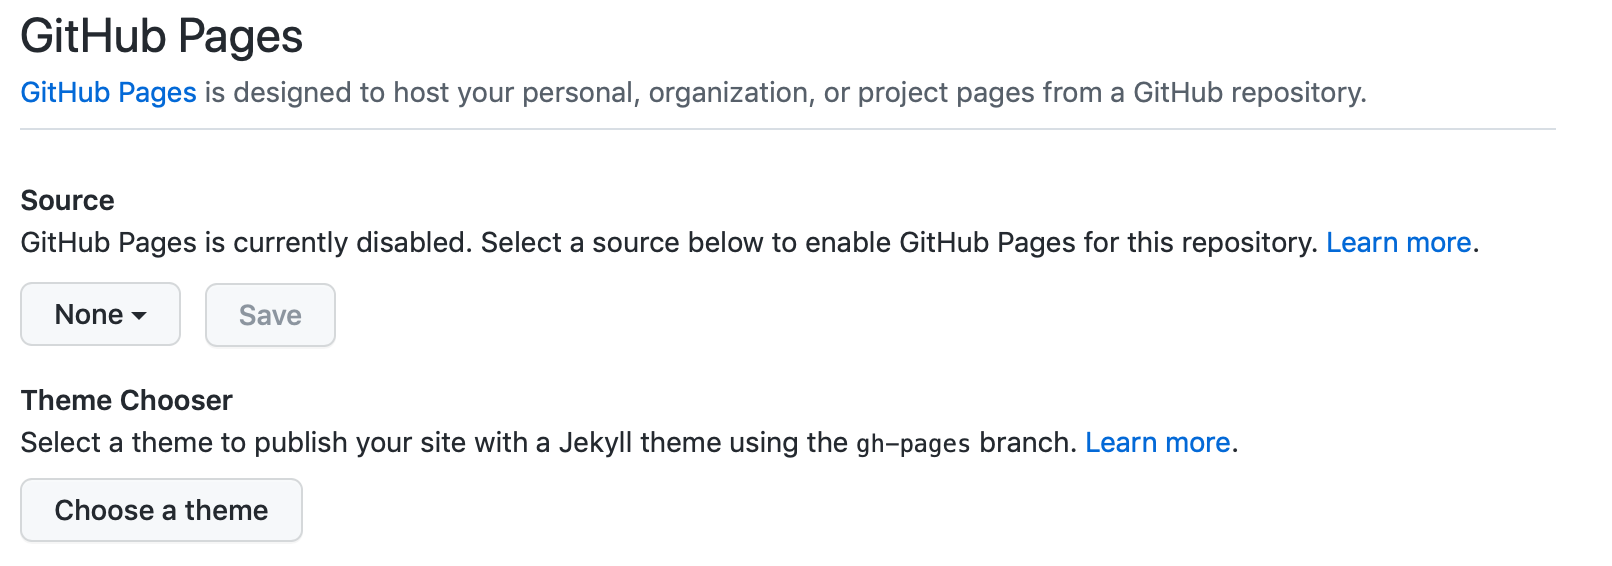 GitHub Pages
GitHub Pages is designed to host your personal, organization, or project pages from a GitHub repository.
Source
GitHub Pages is currently disabled. Select a source below to enable GitHub Pages for this repository. Learn more.
None Save
Theme Chooser
Select a theme to publish your site with a Jekyll theme using the gh-pages branch. Learn more.
Choose a theme